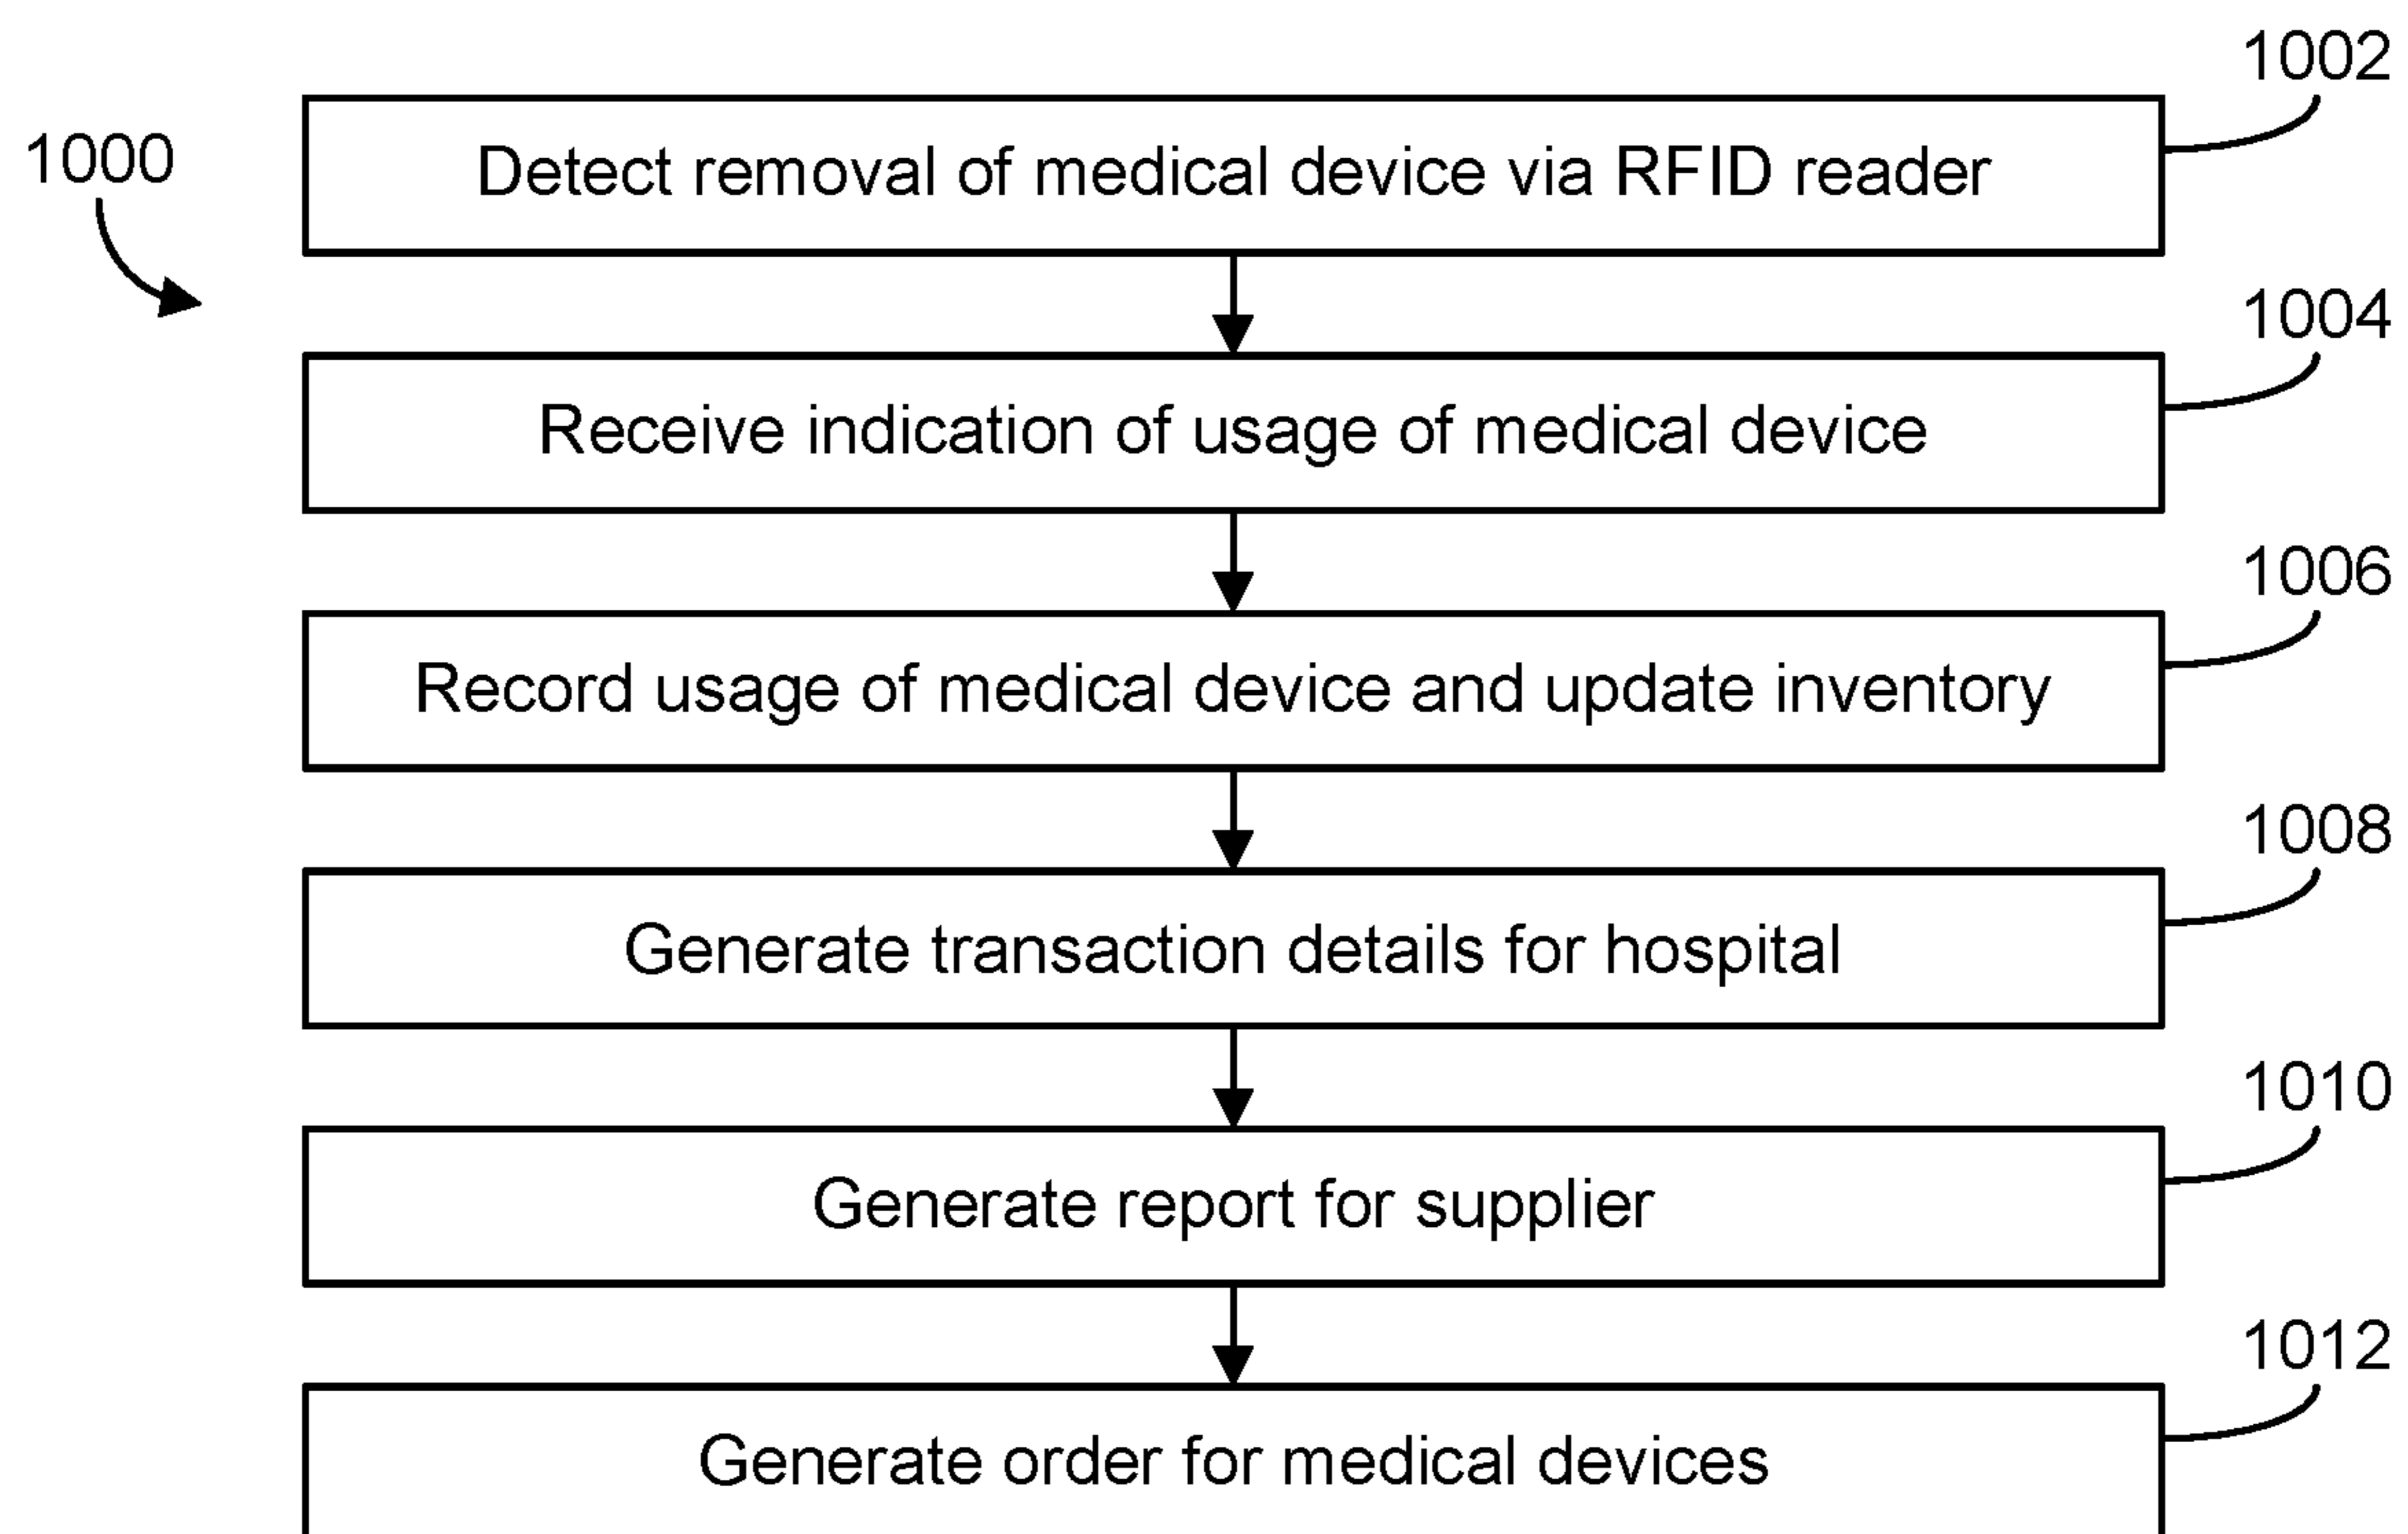 1002
1000
Detect removal of medical device via RFID reader
1004
Receive indication of usage of medical device
1006
Record usage of medical device and update inventory
1008
Generate transaction details for hospital
1010
Generate report for supplier
1012
Generate order for medical devices